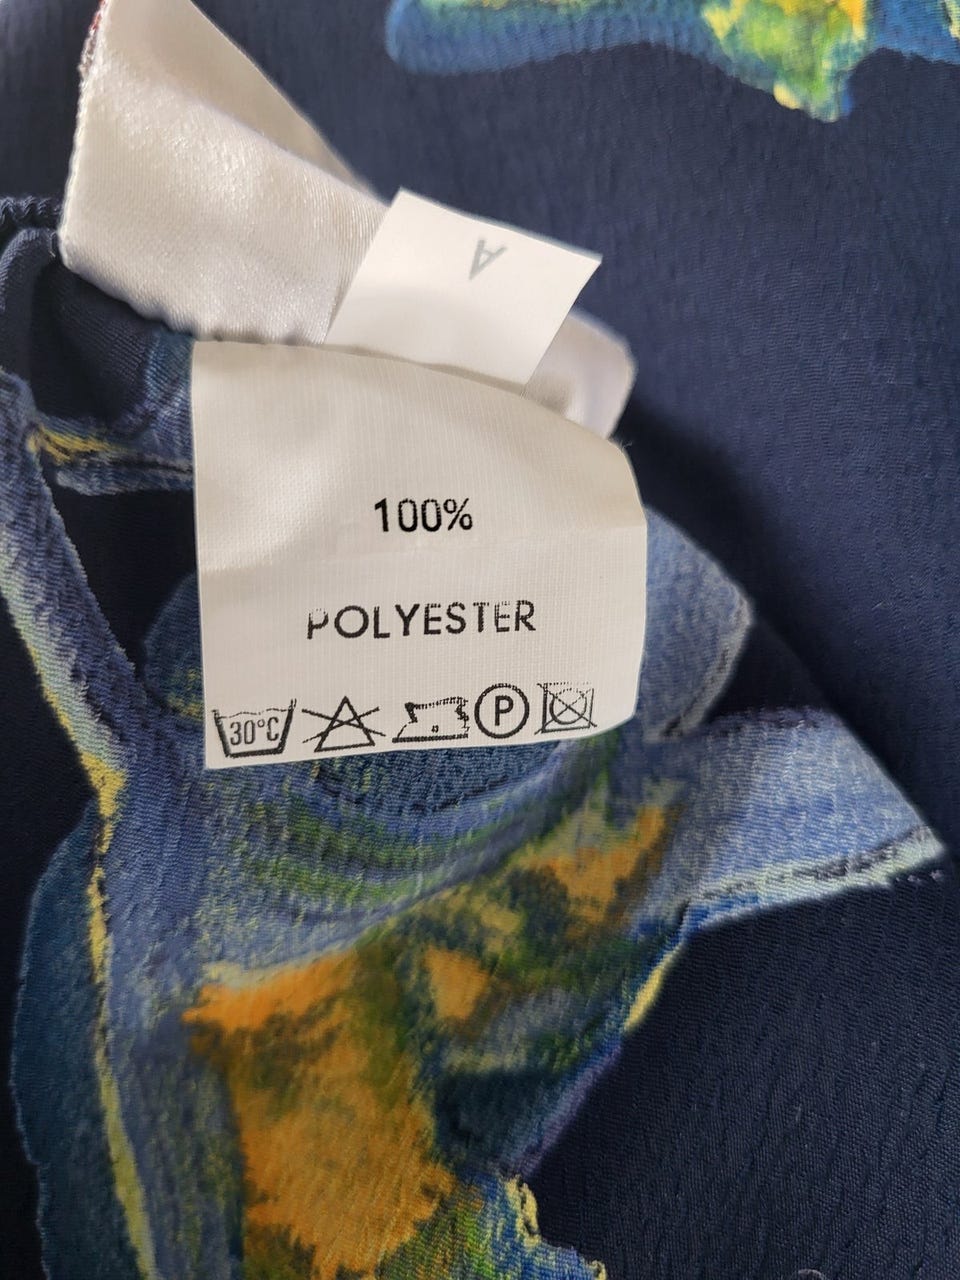 A
100%
POLYESTER
30°C P